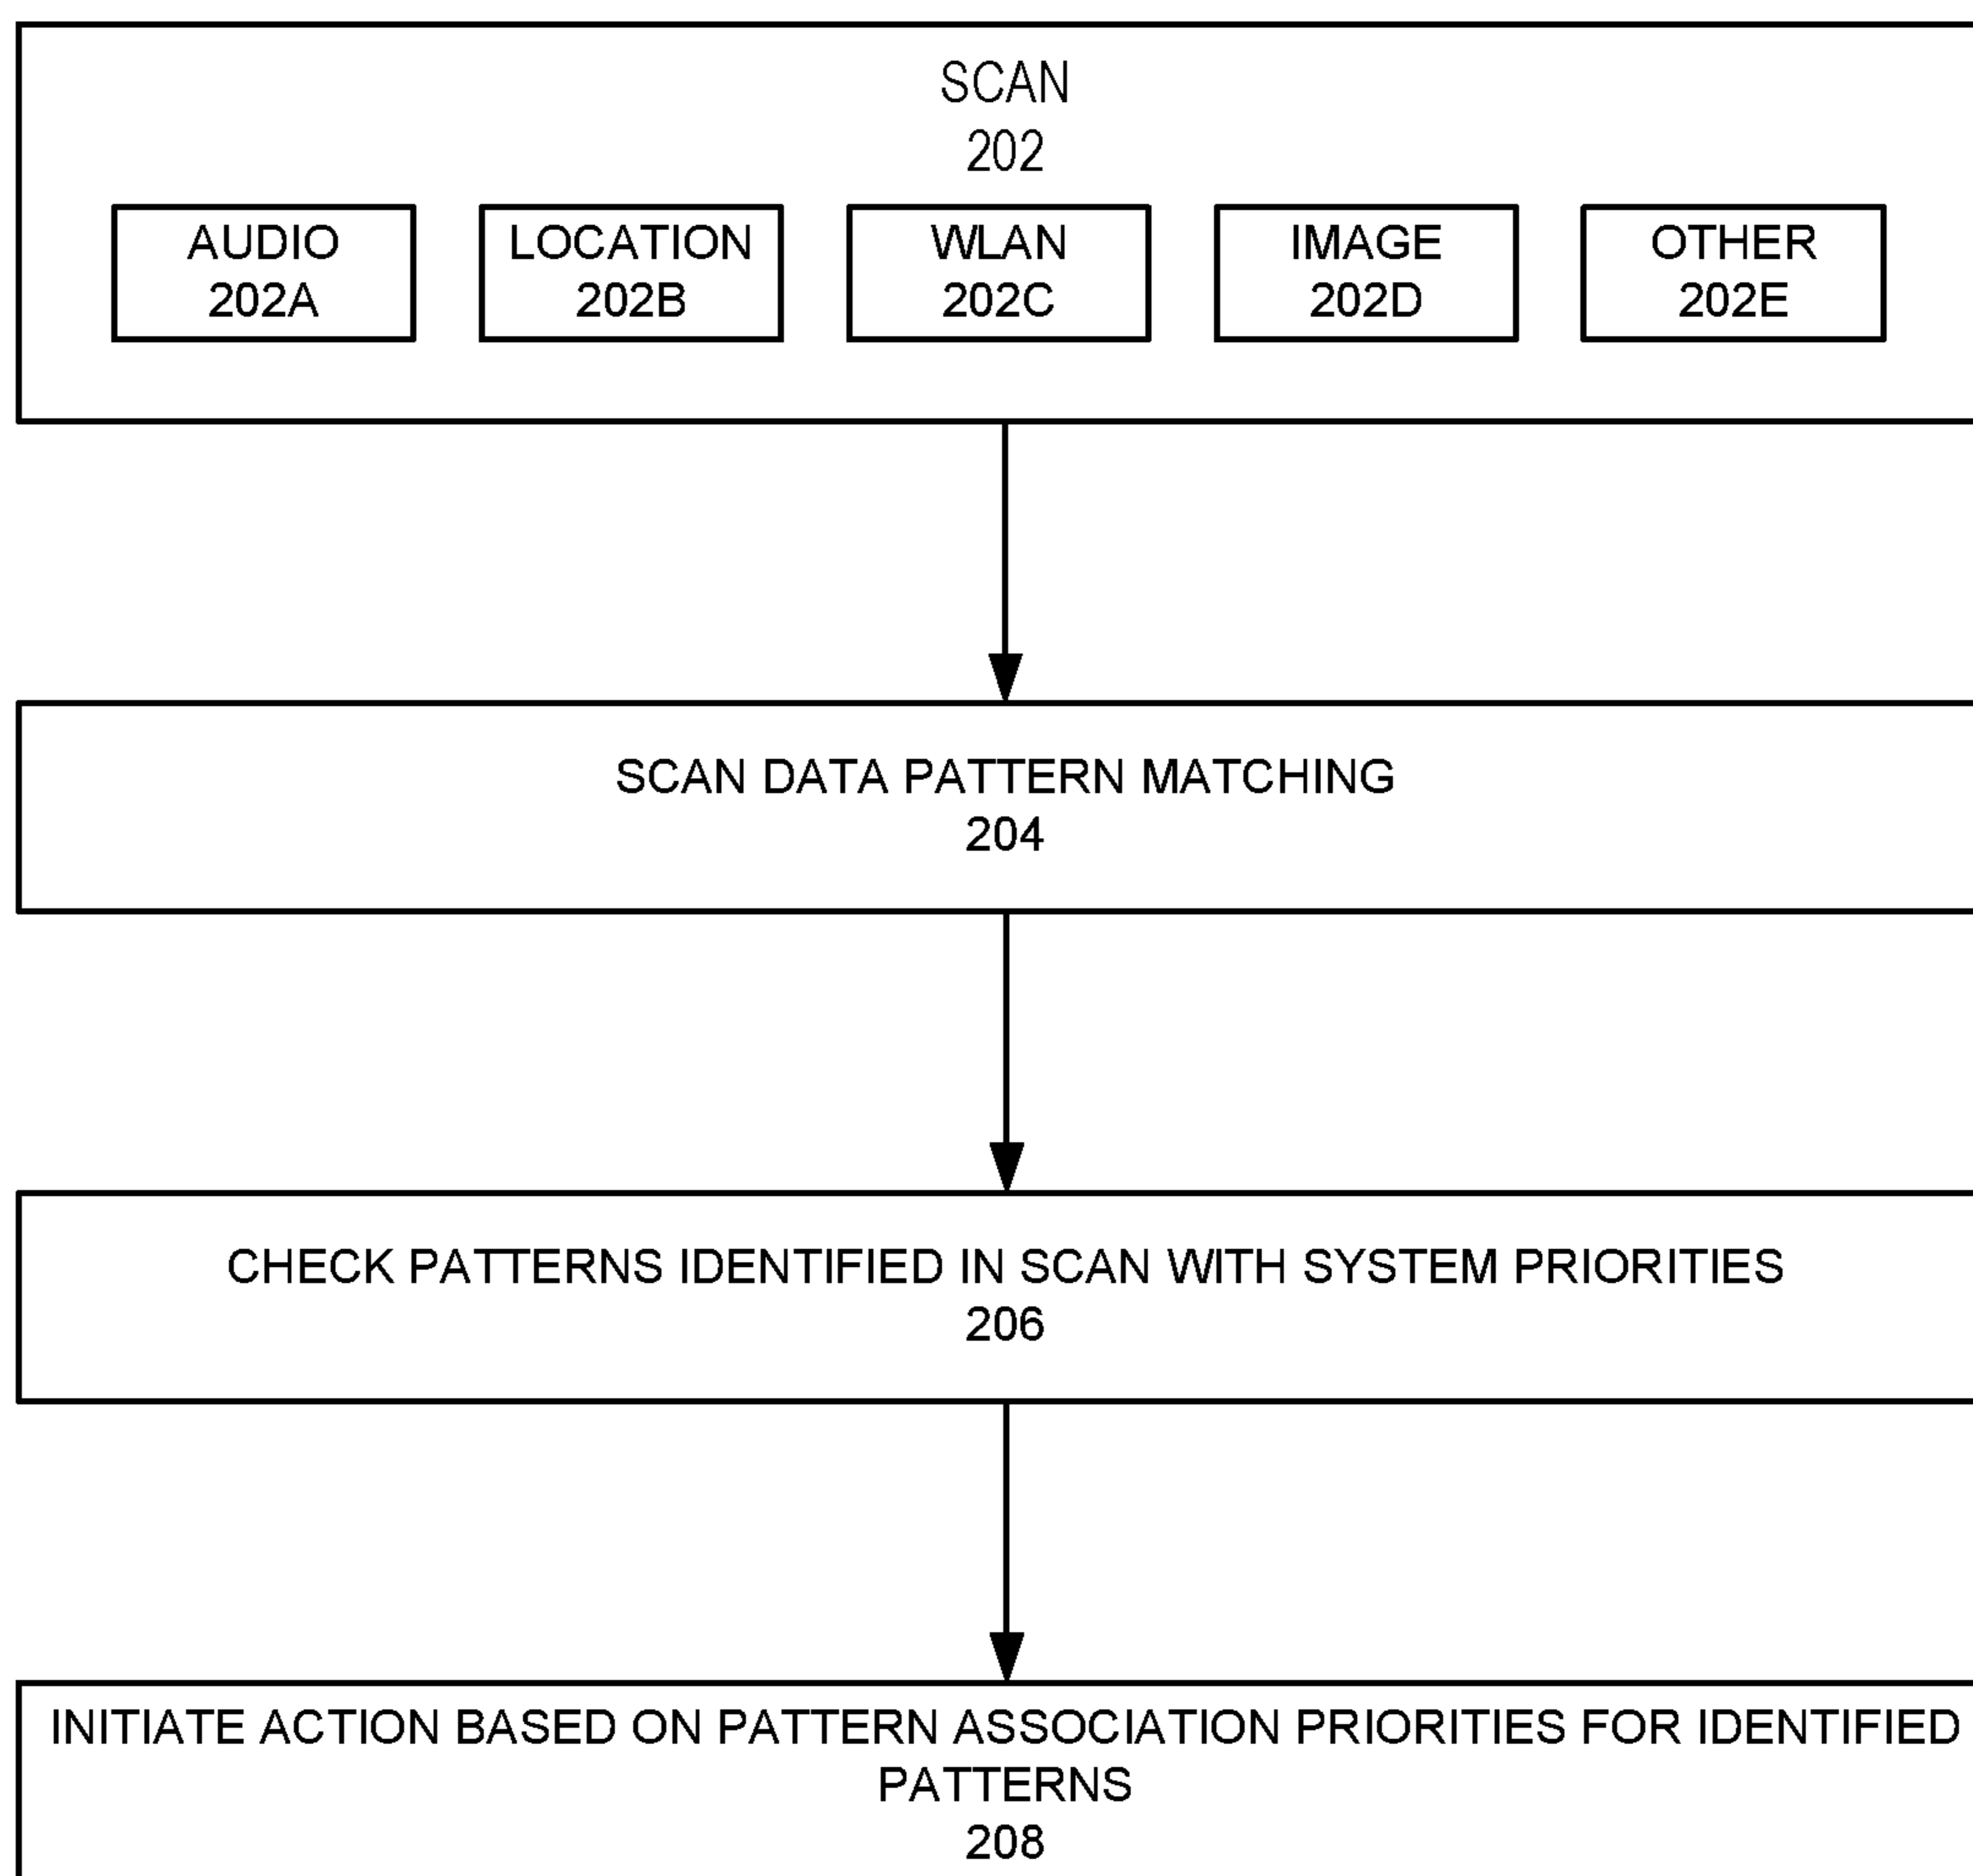 SCAN
202
AUDIO
202A
LOCATION
202B
WLAN
202C
IMAGE
202D
OTHER
202E
SCAN DATA PATTERN MATCHING
204
CHECK PATTERNS IDENTIFIED IN SCAN WITH SYSTEM PRIORITIES
206
INITIATE ACTION BASED ON PATTERN ASSOCIATION PRIORITIES FOR IDENTIFIED
PATTERNS
208